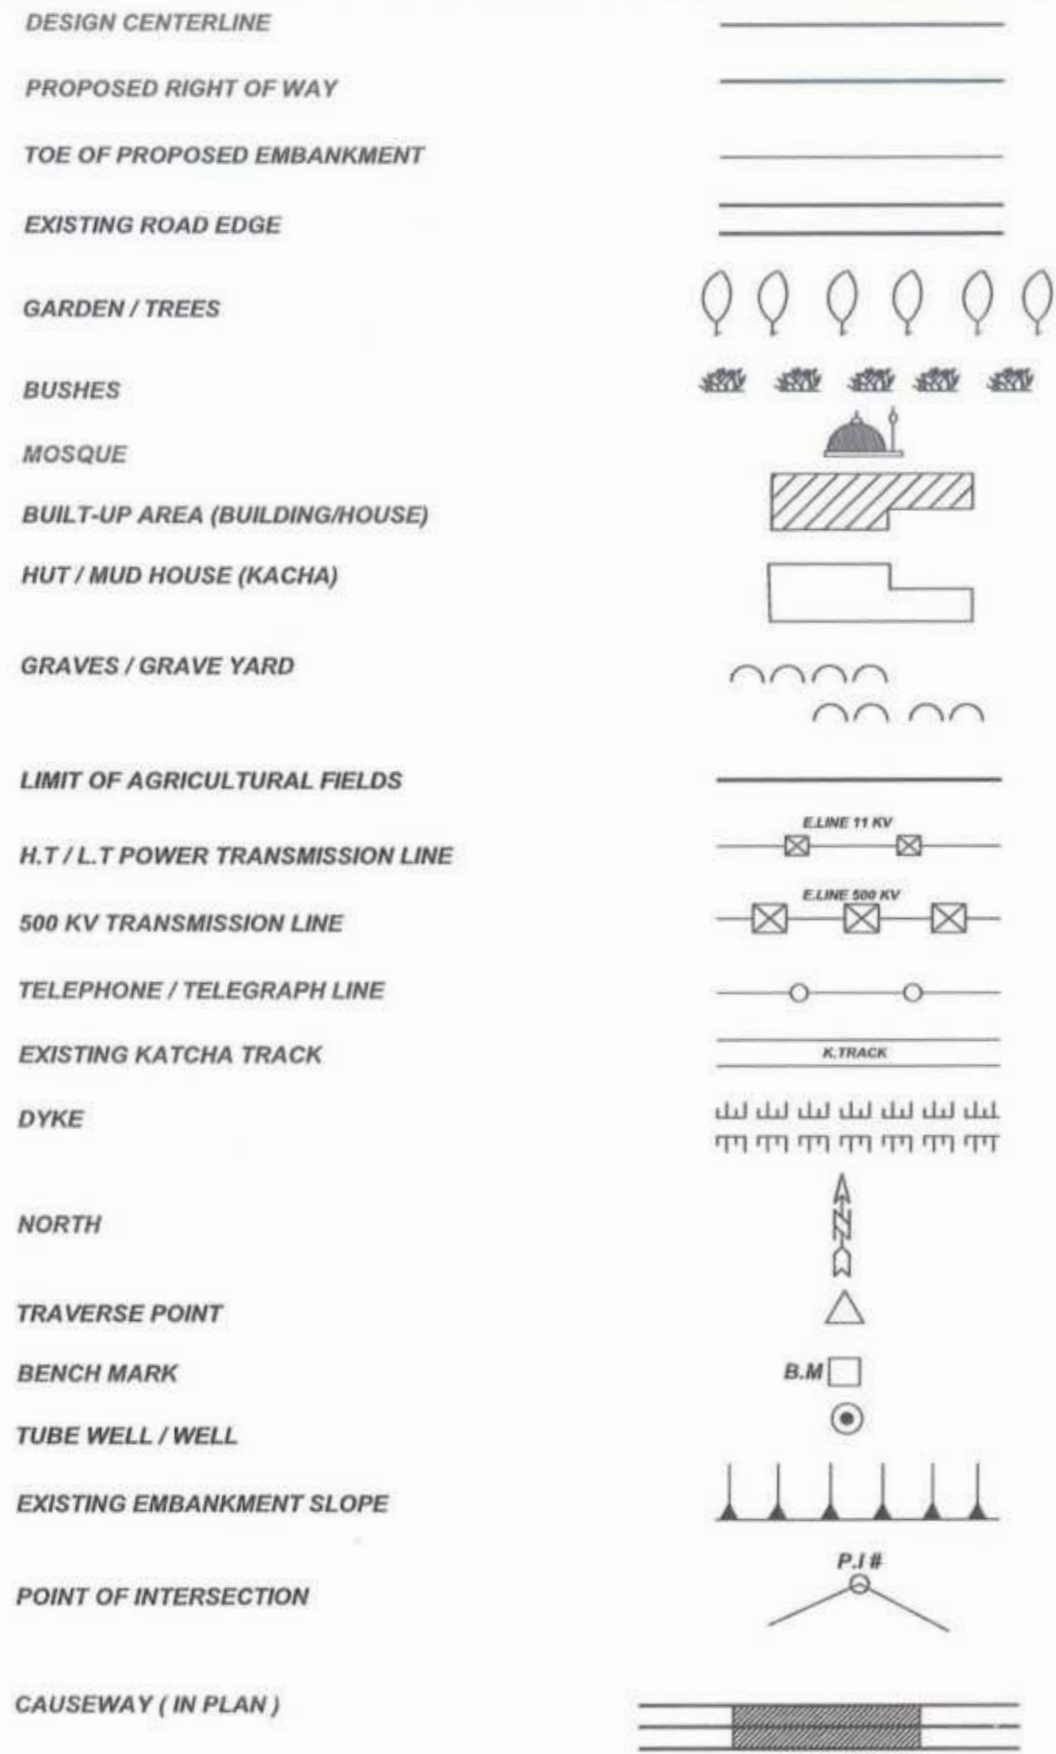 DESIGN CENTERLINE
PROPOSED RIGHT OF WAY
TOE OF PROPOSED EMBANKMENT
EXISTING ROAD EDGE
GARDEN / TREES
BUSHES
MOSQUE
BUILT-UP AREA (BUILDING/HOUSE)
HUT / MUD HOUSE (KACHA)
GRAVES / GRAVE YARD
LIMIT OF AGRICULTURAL FIELDS
E.LINE 11 KV
H.T / L.T POWER TRANSMISSION LINE
E.LINE 500 KV
500 KV TRANSMISSION LINE
TELEPHONE / TELEGRAPH LINE
EXISTING KATCHA TRACK
K.TRACK
DYKE
N
NORTH
TRAVERSE POINT
BENCH MARK
B.M
TUBE WELL / WELL
EXISTING EMBANKMENT SLOPE
P.I #
POINT OF INTERSECTION
CAUSEWAY ( IN PLAN )